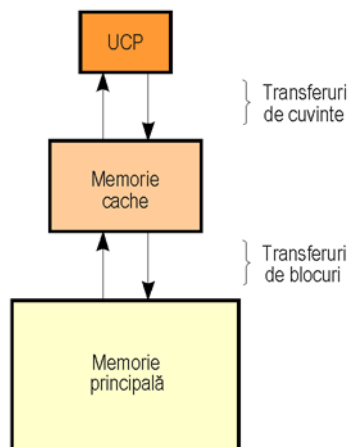 UCP
Transferuri
de cuvinte
Memorie
cache
Transferuri
de blocuri
Memorie
principală